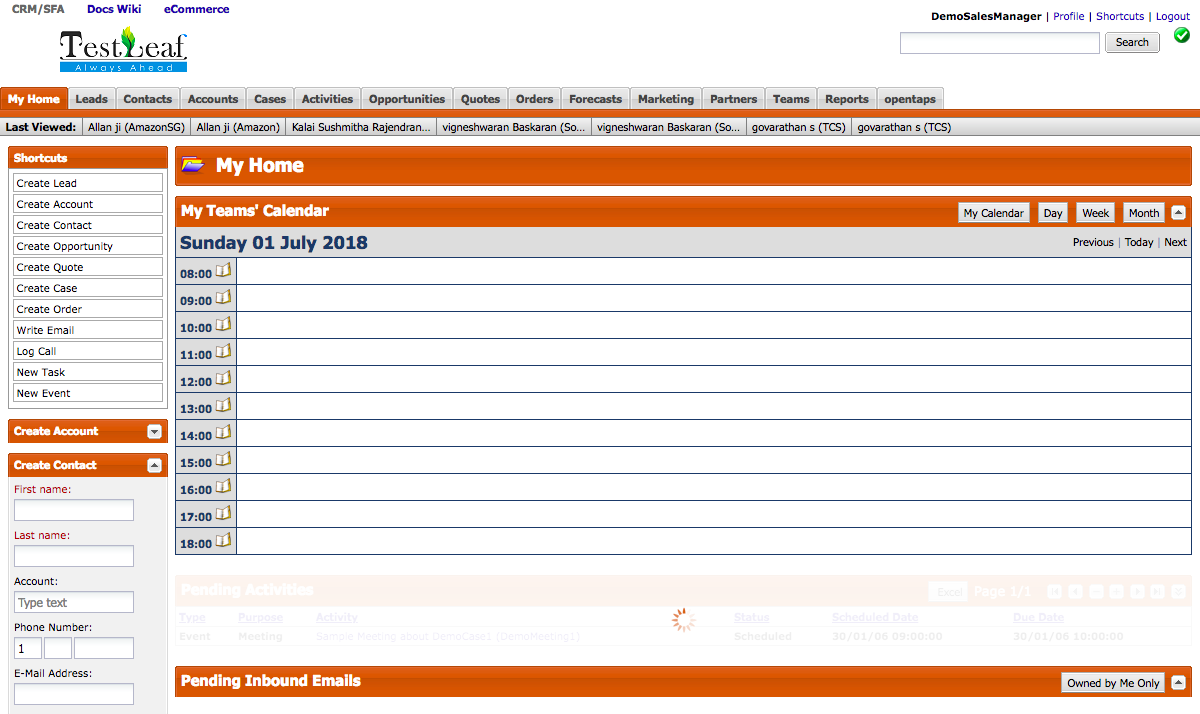 CRM/SFA Docs Wiki eCommerce
DemoSalesManager | Profile | Shortcuts | Logout
TestLeaf
Always Ahead
Search
My Home Leads Contacts Accounts Cases Activities Opportunities Quotes Orders Forecasts Marketing Partners Teams Reports opentaps
Last Viewed: Allan ji (AmazonSG) Allan ji (Amazon) Kalai Sushmitha Rajendran... vigneshwaran Baskaran (So... vigneshwaran Baskaran (So... govarathan s (TCS) govarathan s (TCS)
Shortcuts
Create Lead
Create Account
Create Contact
Create Opportunity
Create Quote
Create Case
Create Order
Write Email
Log Call
New Task
New Event
Create Account
Create Contact
First name:
Last name:
Account:
Type text
Phone Number:
1
E-Mail Address:
My Home
My Teams' Calendar My Calendar Day Week Month
Sunday 01 July 2018 Previous | Today | Next
08:00
09:00
10:00
11:00
12:00
13:00
14:00
15:00
16:00
17:00
18:00
Pending Activities Excel Page 1/1
Type Purpose Activity Status Scheduled Date Due Date
Event Meeting Sample Meeting about DemoCase1 (DemoMeeting1) Scheduled 30/01/06 09:00:00 30/01/05 10:00:00
Pending Inbound Emails Owned by Me Only